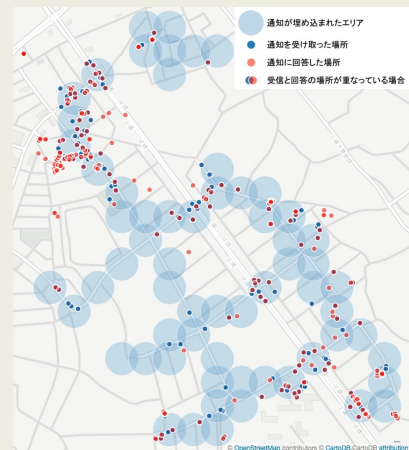 通知が埋め込まれたエリア
通知を受け取った場所
通知に回答した場所
受信と回答の場所が重なっている場合
© OpenStreetMap contributors © CartoDB,CartoDB attribution